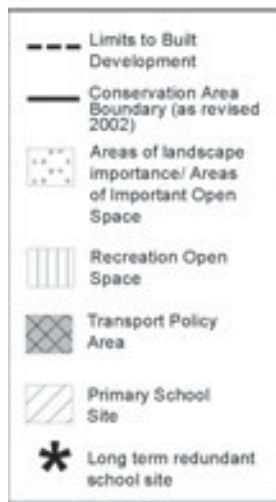 Limits to Built
Development
Conservation Area
Boundary (as revised
2002)
Areas of landscape
importance/ Areas
of Important Open
Space
Recreation Open
Space
Transport Policy
Area
Primary School
Site
Long term redundant
school site